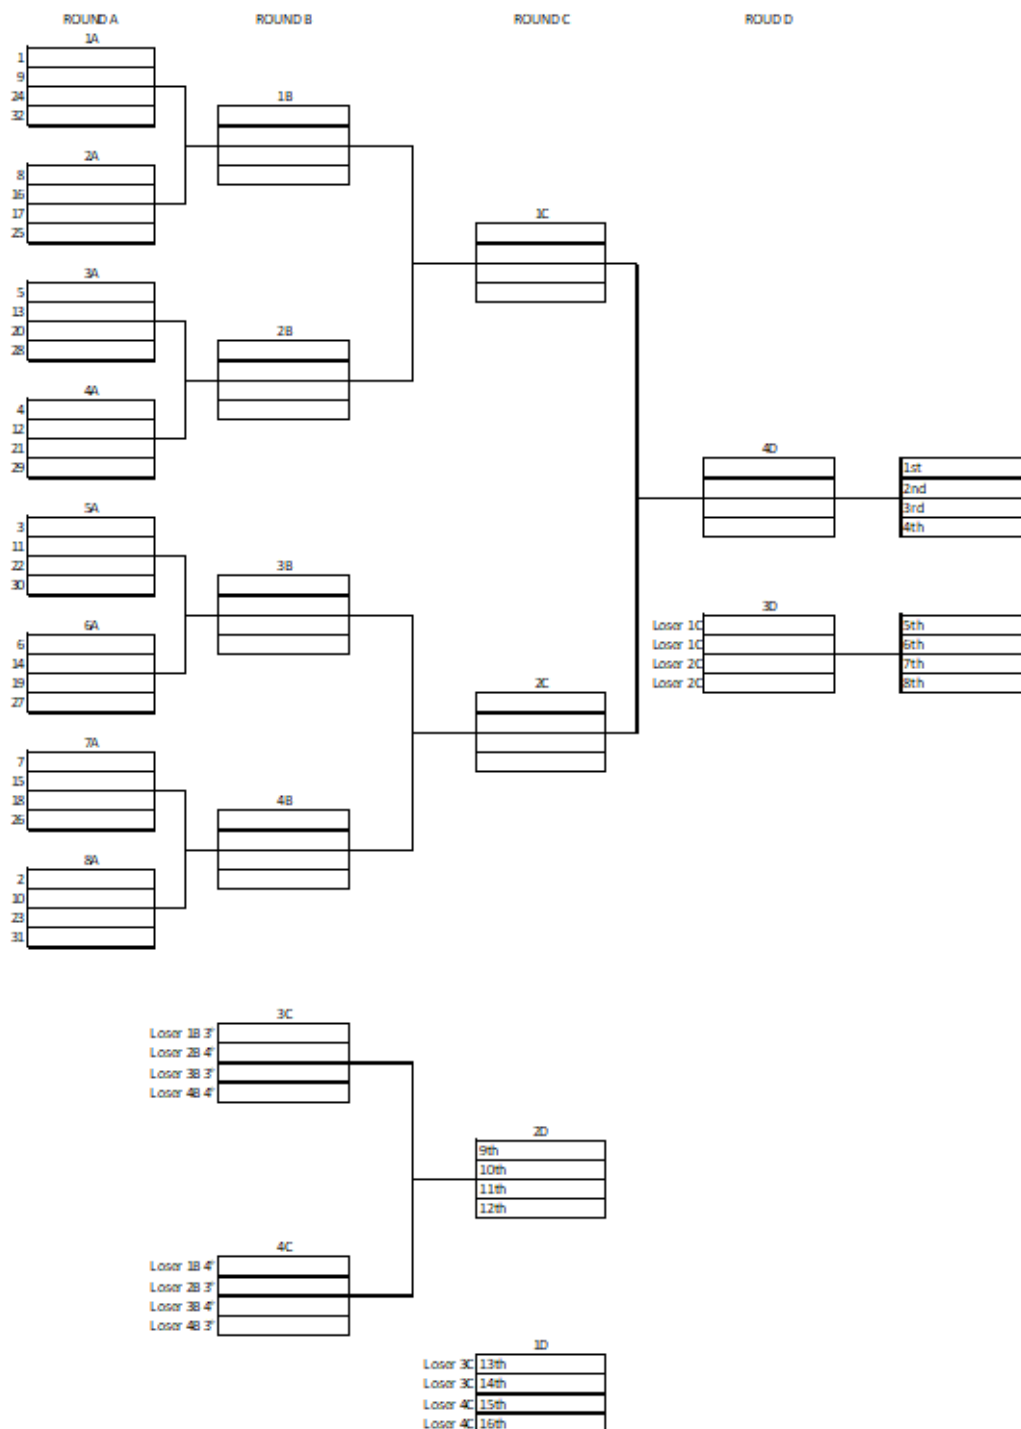 ROUND A ROUND B ROUND C ROUD D
1A
1
9
24
32
1B
2A
8
16
17
25
1C
3A
5
13
20
28
2B
4A
4
12
21
29
4D
1st
2nd
3rd
4th
5A
3
11
22
30
3B
3D
Loser 1C 5th
Loser 1C 6th
Loser 2C 7th
Loser 2C 8th
6A
6
14
19
27
2C
7A
7
15
18
26
4B
8A
2
10
23
31
3C
Loser 1B 3°
Loser 2B 4°
Loser 3B 3°
Loser 4B 4°
2D
9th
10th
11th
12th
4C
Loser 1B 4°
Loser 2B 3°
Loser 3B 4°
Loser 4B 3°
1D
Loser 3C 13th
Loser 3C 14th
Loser 4C 15th
Loser 4C 16th